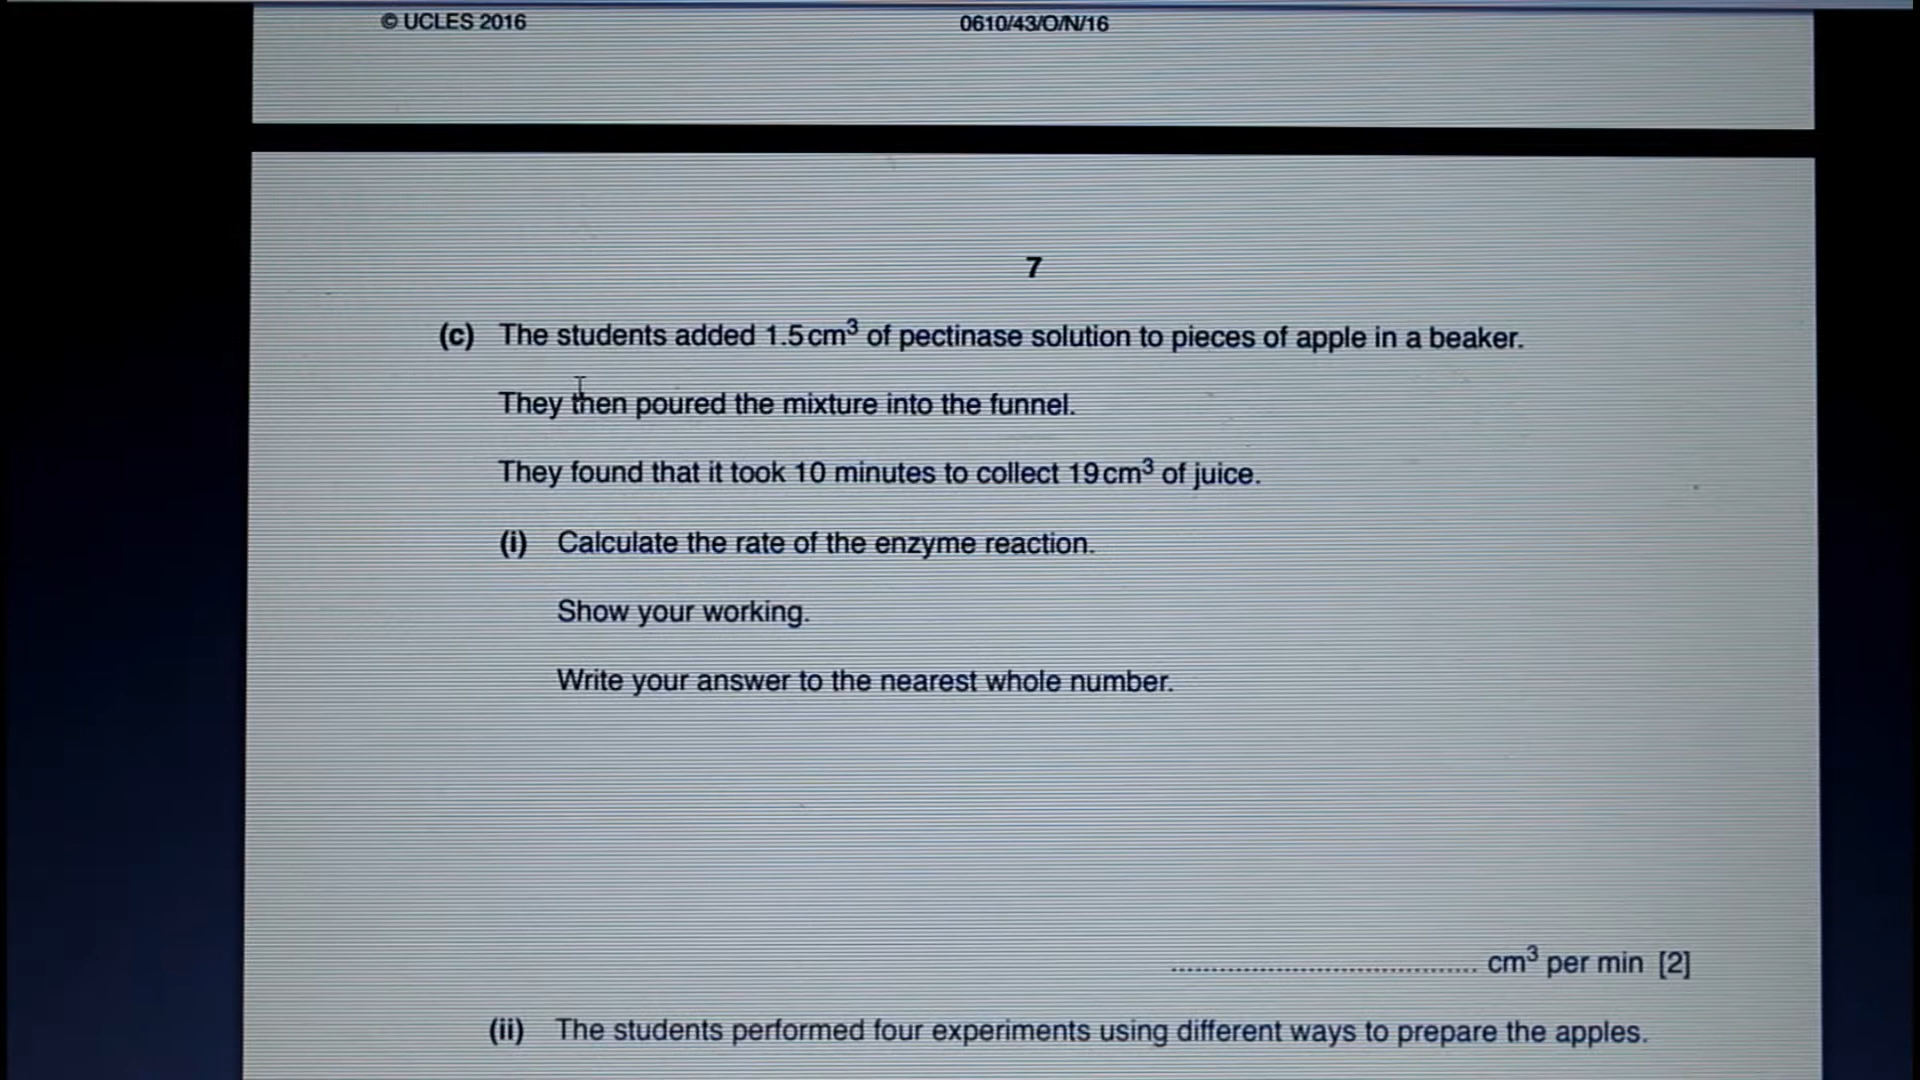 © UCLES 2016 0610/43/O/N/16
7
(c) The students added 1.5 cm³ of pectinase solution to pieces of apple in a beaker.
They then poured the mixture into the funnel.
They found that it took 10 minutes to collect 19 cm³ of juice.
(i) Calculate the rate of the enzyme reaction.
Show your working.
Write your answer to the nearest whole number.
.................................... cm³ per min [2]
(ii) The students performed four experiments using different ways to prepare the apples.